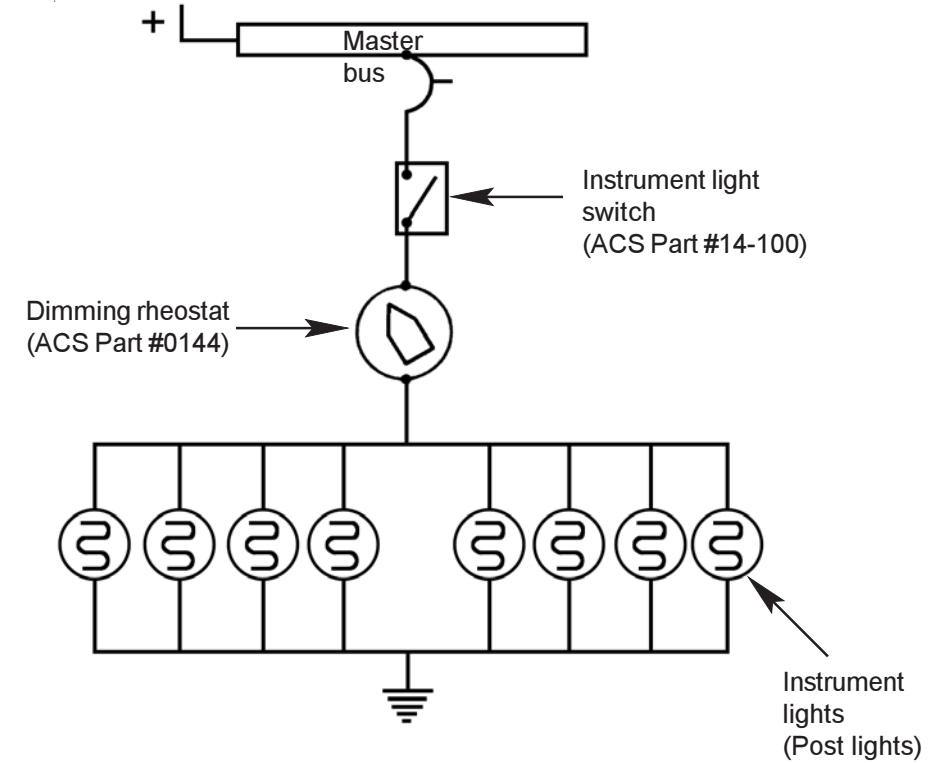 +
Master
bus
Instrument light
switch
(ACS Part #14-100)
Dimming rheostat
(ACS Part #0144)
Instrument
lights
(Post lights)